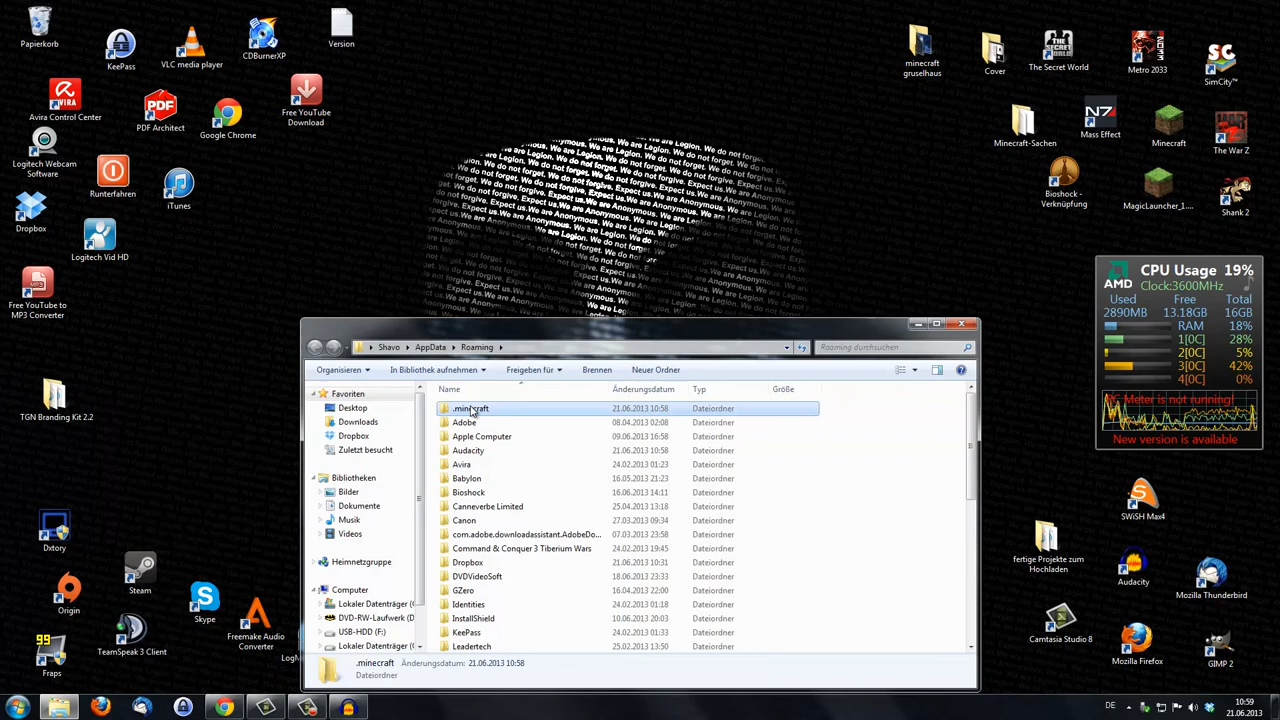 Papierkorb
KeePass
VLC media player
CDBurnerXP
Version
minecraft
gruselhaus
Cover
The Secret World
Metro 2033
SimCity™
Avira Control Center
PDF Architect
Google Chrome
Free YouTube
Download
Minecraft-Sachen
Mass Effect
Minecraft
The War Z
Logitech Webcam
Software
Runterfahren
iTunes
Bioshock -
Verknüpfung
MagicLauncher_1....
Shank 2
Dropbox
Logitech Vid HD
Free YouTube to
MP3 Converter
TGN Branding Kit 2.2
AMD
CPU Usage 19%
Clock:3600MHz
Used Free Total
2890MB 13.18GB 16GB
RAM 18%
1[0C] 28%
2[0C] 5%
3[0C] 42%
4[0C] 0%
PC Meter is not running!
New version is available
Shavo AppData Roaming
Roaming durchsuchen
Organisieren In Bibliothek aufnehmen Freigeben für Brennen Neuer Ordner
Name Änderungsdatum Typ Größe
Favoriten
Desktop
Downloads
Dropbox
Zuletzt besucht
Bibliotheken
Bilder
Dokumente
Musik
Videos
Heimnetzgruppe
Computer
Lokaler Datenträger (
DVD-RW-Laufwerk (D
USB-HDD (F:)
Lokaler Datenträger (
.minecraft 21.06.2013 10:58 Dateiordner
Adobe 08.04.2013 02:08 Dateiordner
Apple Computer 09.06.2013 16:58 Dateiordner
Audacity 21.06.2013 10:58 Dateiordner
Avira 24.02.2013 01:23 Dateiordner
Babylon 16.05.2013 21:23 Dateiordner
Bioshock 16.06.2013 14:11 Dateiordner
Canneverbe Limited 25.04.2013 13:18 Dateiordner
Canon 27.03.2013 09:34 Dateiordner
com.adobe.downloadassistant.AdobeDo... 07.03.2013 23:58 Dateiordner
Command & Conquer 3 Tiberium Wars 24.02.2013 19:45 Dateiordner
Dropbox 21.06.2013 10:31 Dateiordner
DVDVideoSoft 18.06.2013 23:33 Dateiordner
GZero 16.04.2013 22:00 Dateiordner
Identities 24.02.2013 01:18 Dateiordner
InstallShield 10.06.2013 20:03 Dateiordner
KeePass 24.02.2013 01:33 Dateiordner
Leadertech 25.02.2013 13:50 Dateiordner
.minecraft Änderungsdatum: 21.06.2013 10:58
Dateiordner
SWiSH Max4
fertige Projekte zum
Hochladen
Audacity
Mozilla Thunderbird
Camtasia Studio 8
Mozilla Firefox
GIMP 2
Dxtory
Steam
Origin
Skype
Freemake Audio
Converter
TeamSpeak 3 Client
99
Fraps
DE
10:59
21.06.2013